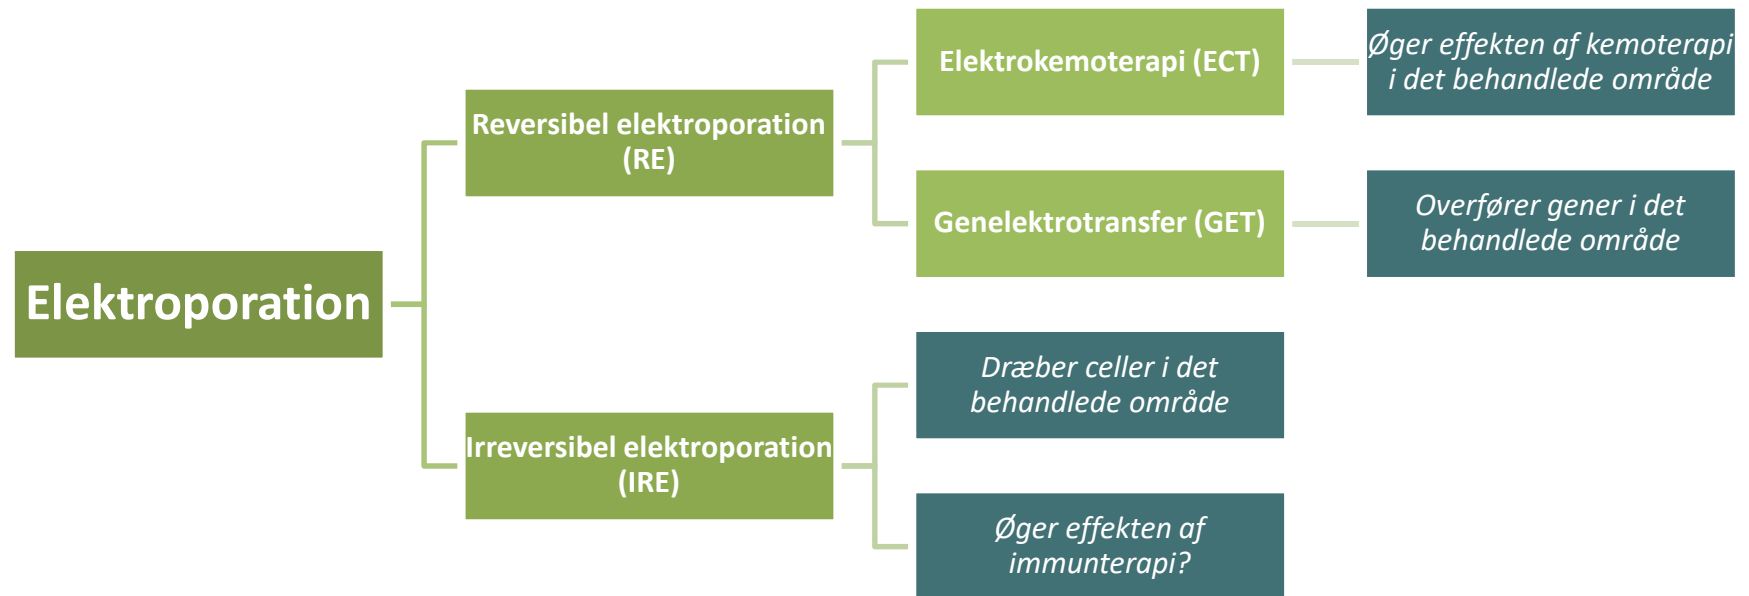 Elektroporation
Reversibel elektroporation
(RE)
Elektrokemoterapi (ECT)
Øger effekten af kemoterapi
i det behandlede område
Genelektrotransfer (GET)
Overfører gener i det
behandlede område
Irreversibel elektroporation
(IRE)
Dræber celler i det
behandlede område
Øger effekten af
immunterapi?